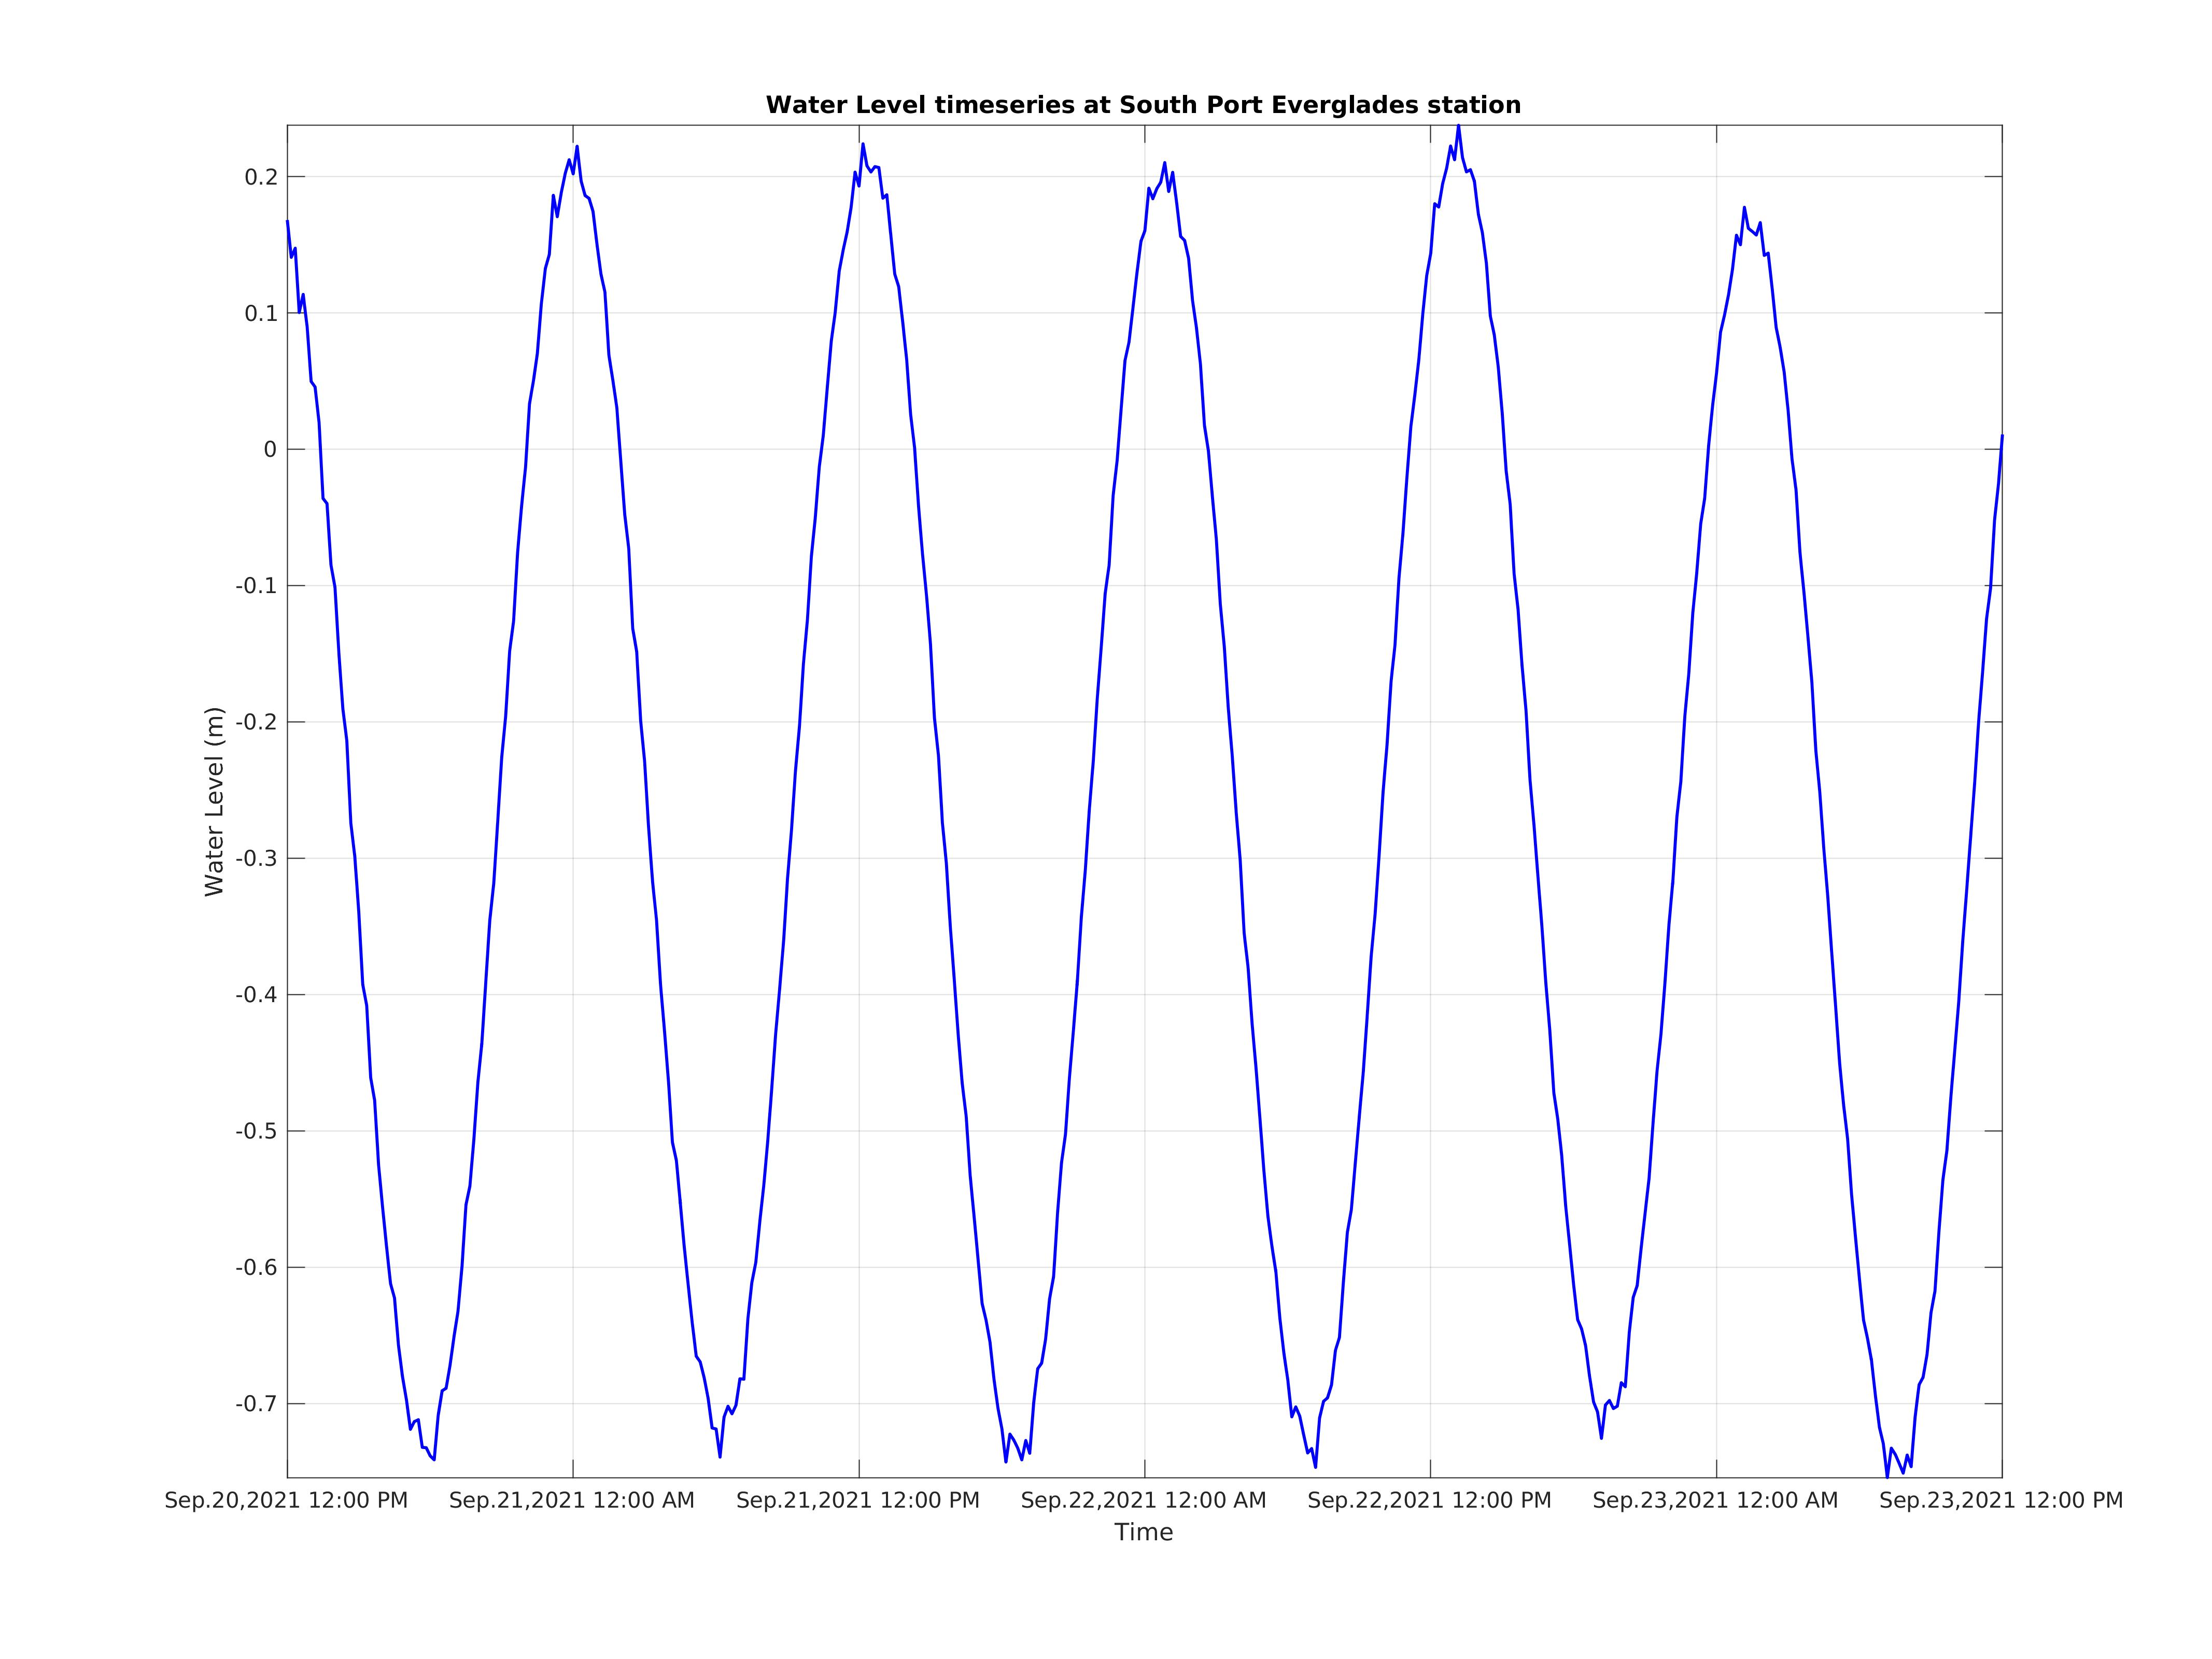 Water Level timeseries at South Port Everglades station
0.2
0.1
0
-0.1
-0.2
-0.3
-0.4
-0.5
-0.6
-0.7
Water Level (m)
Sep.20,2021 12:00 PM
Sep.21,2021 12:00 AM
Sep.21,2021 12:00 PM
Sep.22,2021 12:00 AM
Sep.22,2021 12:00 PM
Sep.23,2021 12:00 AM
Sep.23,2021 12:00 PM
Time